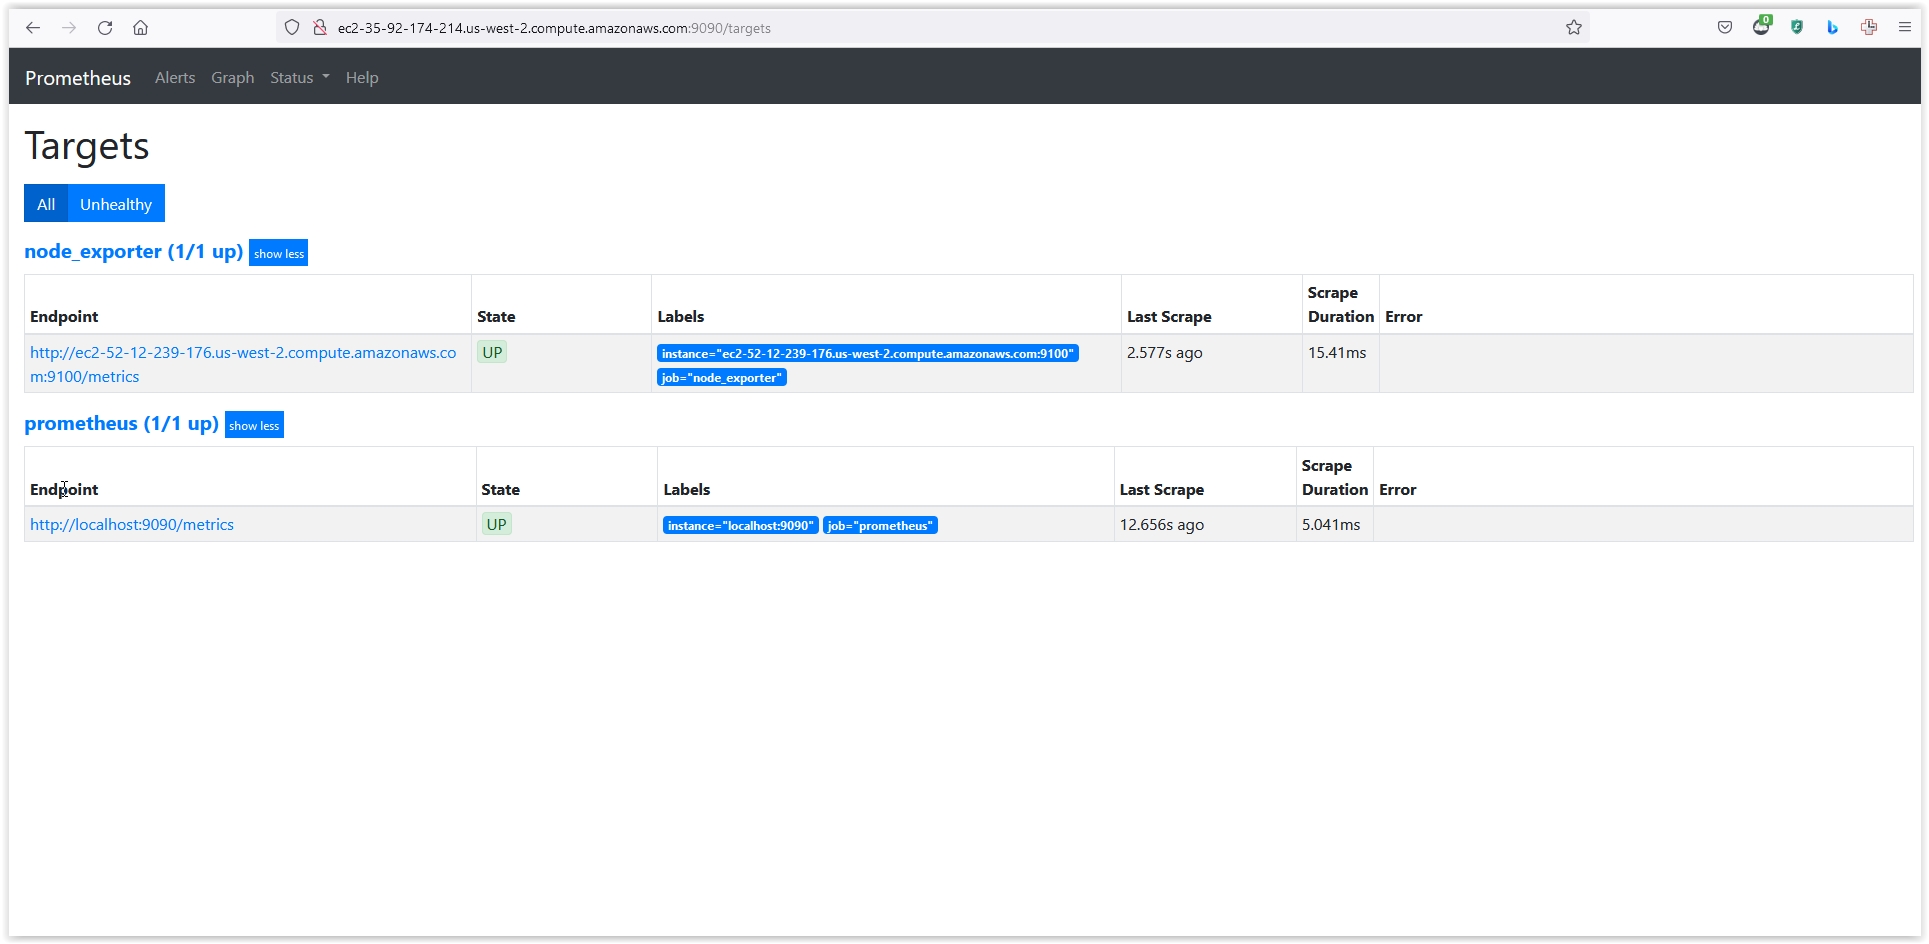 ec2-35-92-174-214.us-west-2.compute.amazonaws.com:9090/targets
0
Prometheus Alerts Graph Status Help
Targets
All Unhealthy
node_exporter (1/1 up) show less
Endpoint State Labels Last Scrape Scrape Duration Error
http://ec2-52-12-239-176.us-west-2.compute.amazonaws.co UP instance="ec2-52-12-239-176.us-west-2.compute.amazonaws.com:9100" 2.577s ago 15.41ms
m:9100/metrics job="node_exporter"
prometheus (1/1 up) show less
Endpoint State Labels Last Scrape Scrape Duration Error
http://localhost:9090/metrics UP instance="localhost:9090" job="prometheus" 12.656s ago 5.041ms